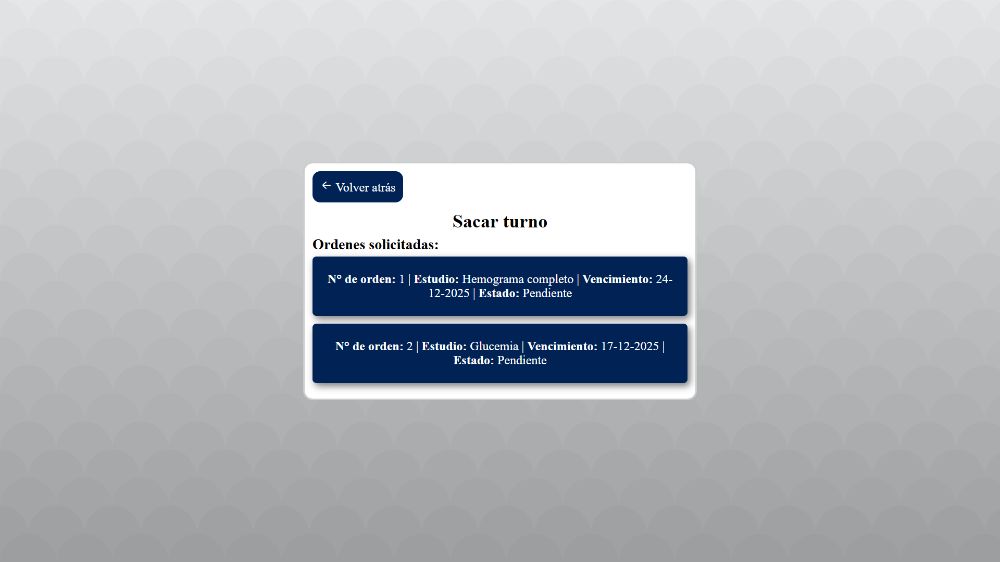 ← Volver atrás
Sacar turno
Ordenes solicitadas:
N° de orden: 1 | Estudio: Hemograma completo | Vencimiento: 24-
12-2025 | Estado: Pendiente
N° de orden: 2 | Estudio: Glucemia | Vencimiento: 17-12-2025 |
Estado: Pendiente